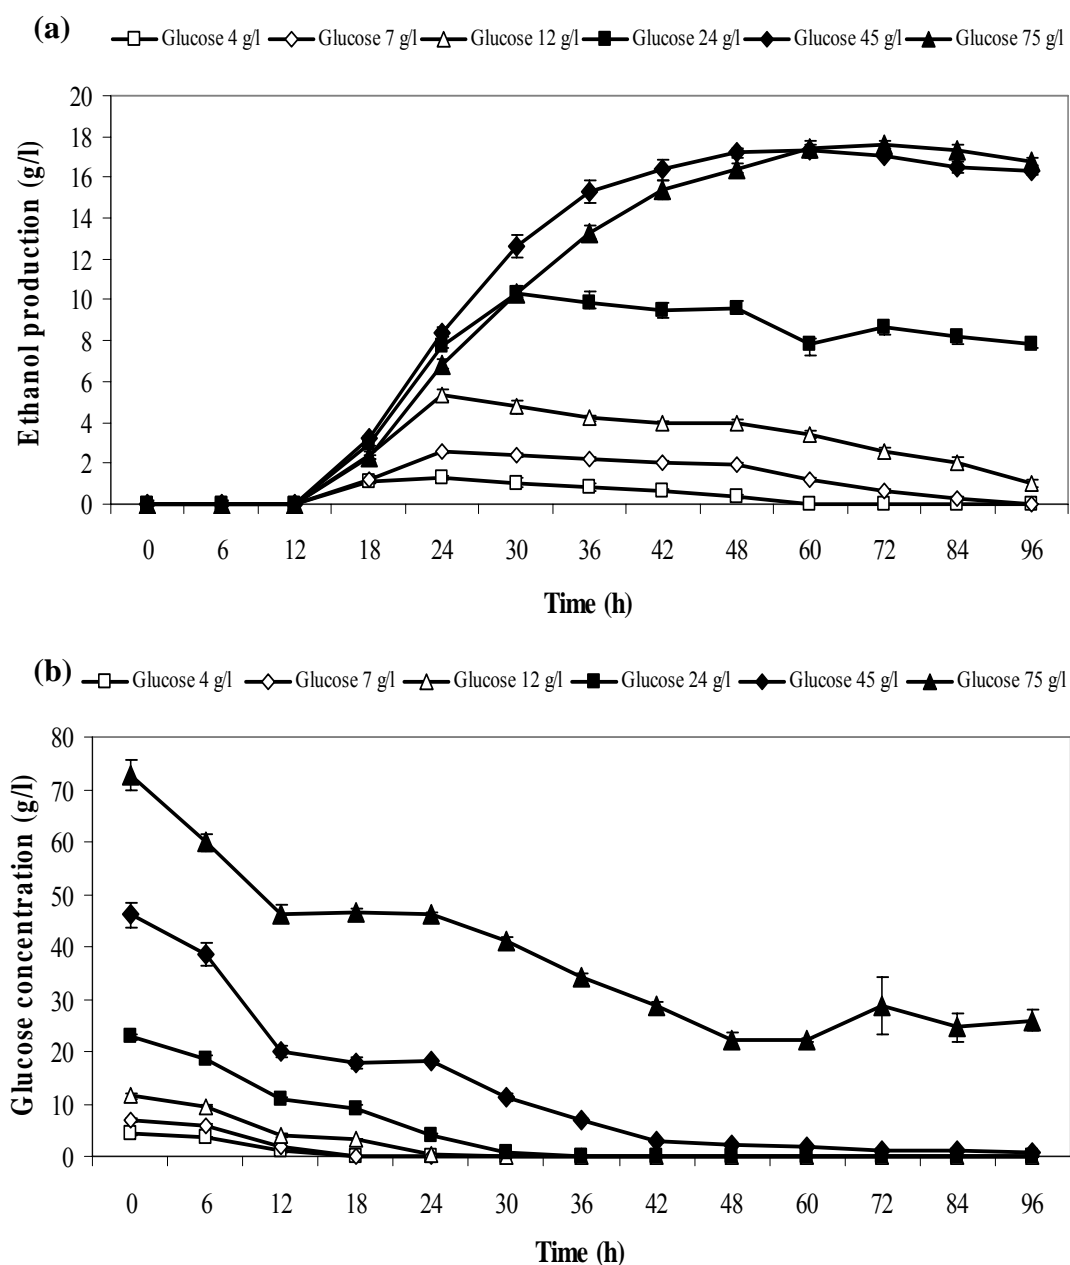 (a)
Glucose 4 g/l Glucose 7 g/l Glucose 12 g/l Glucose 24 g/l Glucose 45 g/l Glucose 75 g/l
Ethanol production (g/l)
20
18
16
14
12
10
8
6
4
2
0
0 6 12 18 24 30 36 42 48 60 72 84 96
Time (h)
(b)
Glucose 4 g/l Glucose 7 g/l Glucose 12 g/l Glucose 24 g/l Glucose 45 g/l Glucose 75 g/l
Glucose concentration (g/l)
80
70
60
50
40
30
20
10
0
0 6 12 18 24 30 36 42 48 60 72 84 96
Time (h)